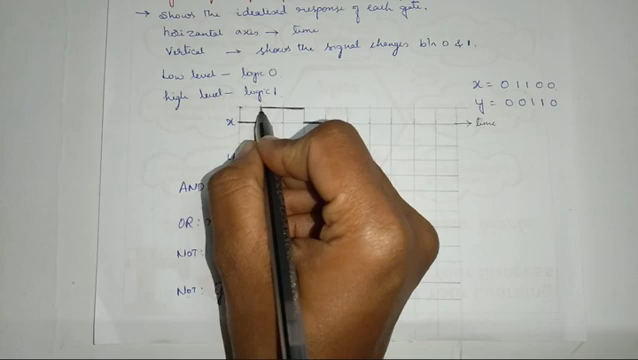 → shows the idealised response of each gate.
horizontal axis → time
Vertical → shows the signal changes b/n 0 & 1.
Low level - logic 0
high level - logic 1
x = 0 1 1 0 0
y = 0 0 1 1 0
x
→ time
y
AND:
OR:
NOT:
NOT: y